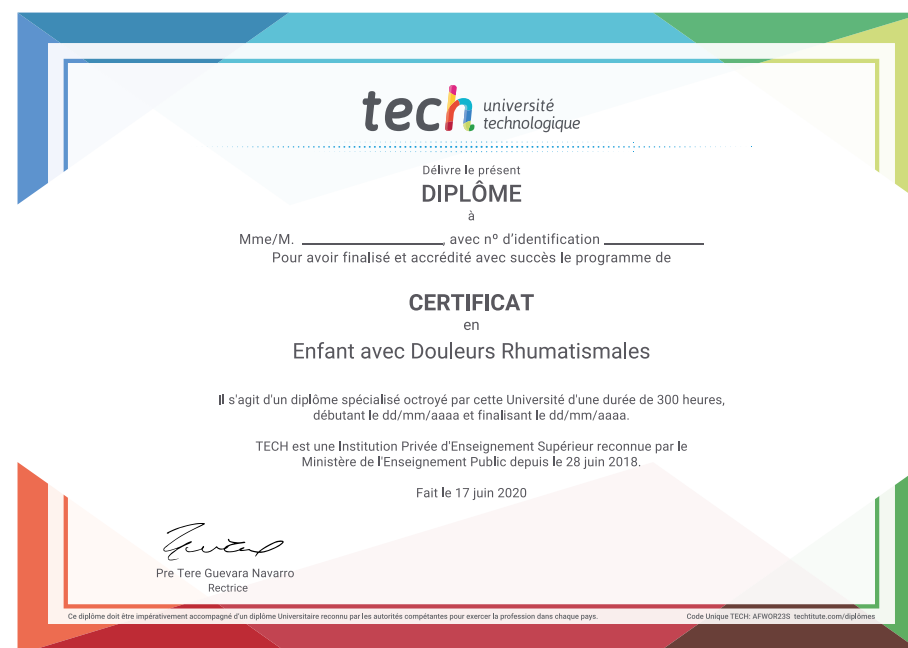 tech université
technologique
Délivre le présent
DIPLÔME
à
Mme/M. ____________________, avec nº d'identification ______________
Pour avoir finalisé et accrédité avec succès le programme de
CERTIFICAT
en
Enfant avec Douleurs Rhumatismales
Il s'agit d'un diplôme spécialisé octroyé par cette Université d'une durée de 300 heures,
débutant le dd/mm/aaaa et finalisant le dd/mm/aaaa.
TECH est une Institution Privée d'Enseignement Supérieur reconnue par le
Ministère de l'Enseignement Public depuis le 28 juin 2018.
Fait le 17 juin 2020
Pre Tere Guevara Navarro
Rectrice
Ce diplôme doit être impérativement accompagné d'un diplôme Universitaire reconnu par les autorités compétantes pour exercer la profession dans chaque pays.
Code Unique TECH: AFWOR23S techtitute.com/diplômes